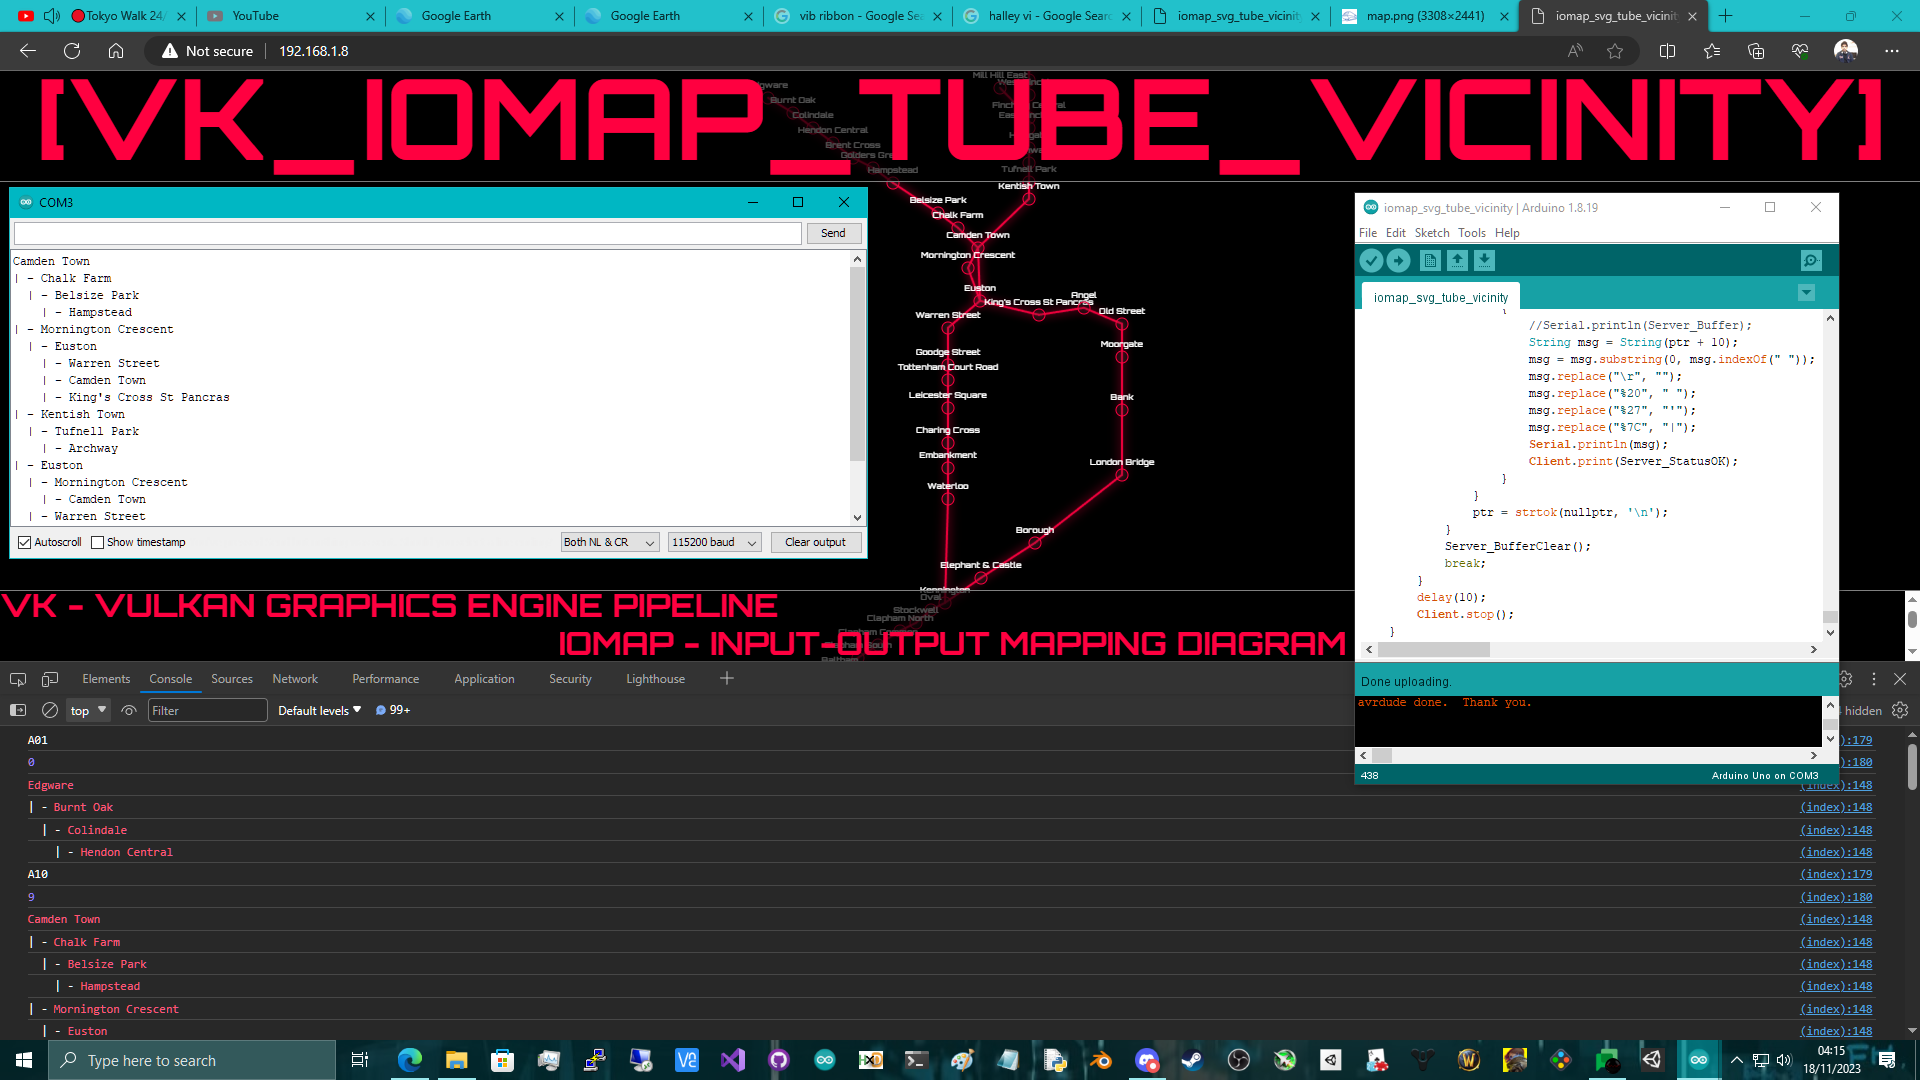 Tokyo Walk 24/
YouTube
Google Earth
Google Earth
vib ribbon - Google Sea
halley vi - Google Searc
iomap_svg_tube_vicinit
map.png (3308×2441)
iomap_svg_tube_vicinit
Not secure
192.168.1.8
[VK_IOMAP_TUBE_VICINITY]
Mill Hill East
Burnt Oak
Colindale
Hendon Central
Brent Cross
Hampstead
Tufnell Park
Kentish Town
Belsize Park
Chalk Farm
Camden Town
Mornington Crescent
Euston
King's Cross St Pancras
Angel
Old Street
Warren Street
Moorgate
Goodge Street
Tottenham Court Road
Leicester Square
Bank
Charing Cross
Embankment
London Bridge
Waterloo
Borough
Elephant & Castle
Kennington
Oval
Stockwell
Clapham North
COM3
Send
Camden Town
| - Chalk Farm
| - Belsize Park
| - Hampstead
| - Mornington Crescent
| - Euston
| - Warren Street
| - Camden Town
| - King's Cross St Pancras
| - Kentish Town
| - Tufnell Park
| - Archway
| - Euston
| - Mornington Crescent
| - Camden Town
| - Warren Street
Autoscroll
Show timestamp
Both NL & CR
115200 baud
Clear output
iomap_svg_tube_vicinity | Arduino 1.8.19
File Edit Sketch Tools Help
iomap_svg_tube_vicinity
{
//Serial.println(Server_Buffer);
String msg = String(ptr + 10);
msg = msg.substring(0, msg.indexOf(" "));
msg.replace("\r", "");
msg.replace("%20", " ");
msg.replace("%27", "'");
msg.replace("%7C", "|");
Serial.println(msg);
Client.print(Server_StatusOK);
}
}
ptr = strtok(nullptr, '\n');
}
Server_BufferClear();
break;
}
delay(10);
Client.stop();
}
Done uploading.
avrdude done.  Thank you.
438
Arduino Uno on COM3
VK - VULKAN GRAPHICS ENGINE PIPELINE
IOMAP - INPUT-OUTPUT MAPPING DIAGRAM
Elements Console Sources Network Performance Application Security Lighthouse
top
Filter
Default levels
99+
hidden
A01
):179
0
):180
Edgware
(index):148
| - Burnt Oak
(index):148
| - Colindale
(index):148
| - Hendon Central
(index):148
A10
(index):179
9
(index):180
Camden Town
(index):148
| - Chalk Farm
(index):148
| - Belsize Park
(index):148
| - Hampstead
(index):148
| - Mornington Crescent
(index):148
| - Euston
(index):148
Type here to search
04:15
18/11/2023